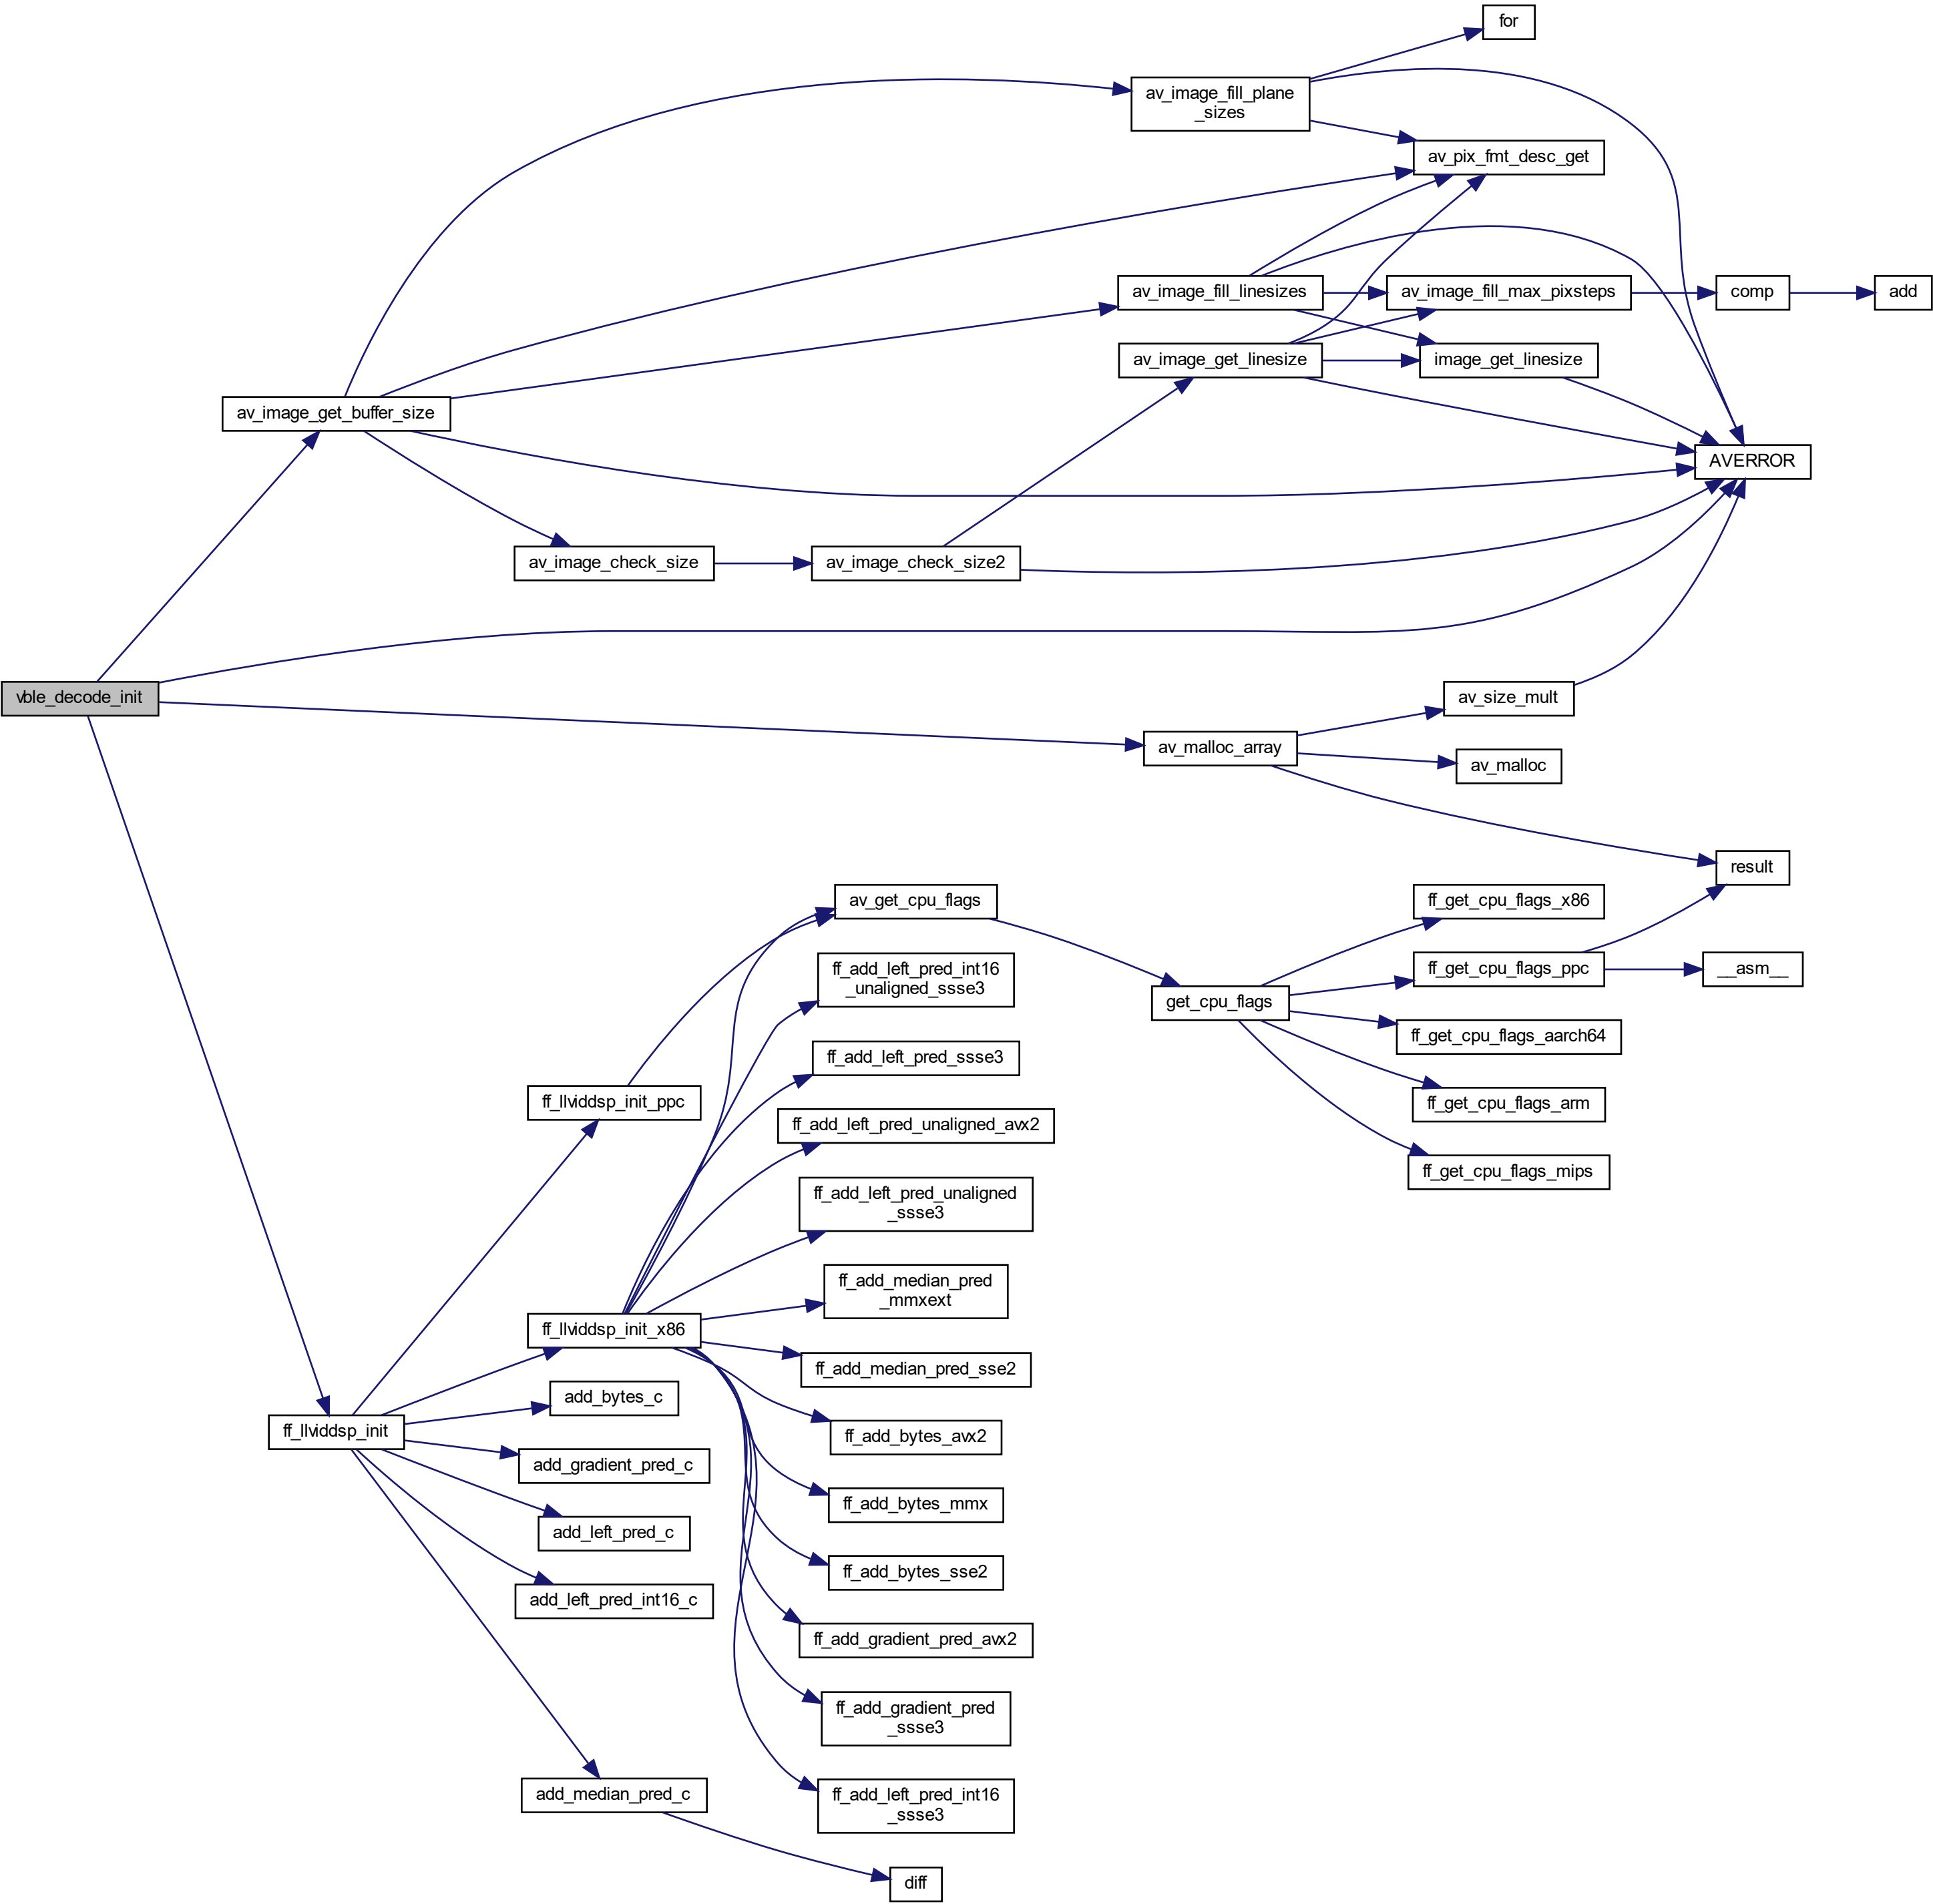 for
av_image_fill_plane
_sizes
av_pix_fmt_desc_get
av_image_fill_linesizes
av_image_fill_max_pixsteps
comp
add
av_image_get_linesize
image_get_linesize
av_image_get_buffer_size
AVERROR
av_image_check_size
av_image_check_size2
vble_decode_init
av_size_mult
av_malloc_array
av_malloc
result
av_get_cpu_flags
ff_get_cpu_flags_x86
ff_add_left_pred_int16
_unaligned_ssse3
ff_get_cpu_flags_ppc
__asm__
get_cpu_flags
ff_get_cpu_flags_aarch64
ff_add_left_pred_ssse3
ff_llviddsp_init_ppc
ff_get_cpu_flags_arm
ff_add_left_pred_unaligned_avx2
ff_get_cpu_flags_mips
ff_add_left_pred_unaligned
_ssse3
ff_add_median_pred
_mmxext
ff_llviddsp_init_x86
ff_add_median_pred_sse2
add_bytes_c
ff_llviddsp_init
ff_add_bytes_avx2
add_gradient_pred_c
ff_add_bytes_mmx
add_left_pred_c
ff_add_bytes_sse2
add_left_pred_int16_c
ff_add_gradient_pred_avx2
ff_add_gradient_pred
_ssse3
add_median_pred_c
ff_add_left_pred_int16
_ssse3
diff